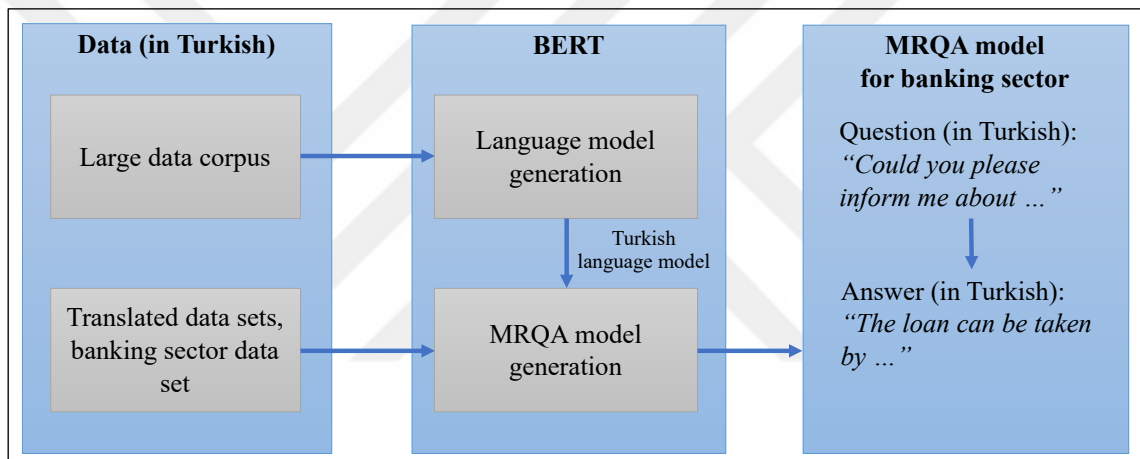 Data (in Turkish)
Large data corpus
Translated data sets,
banking sector data
set
BERT
Language model
generation
Turkish
language model
MRQA model
generation
MRQA model
for banking sector
Question (in Turkish):
“Could you please
inform me about …”
Answer (in Turkish):
“The loan can be taken
by …”